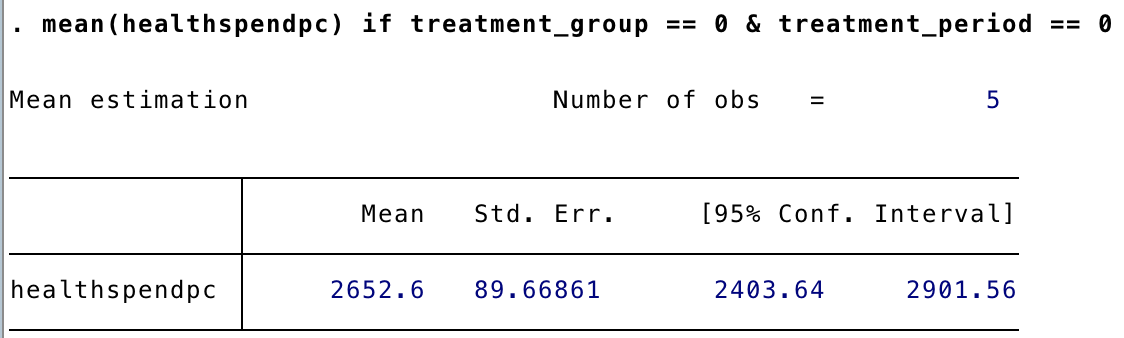 . mean(healthspendpc) if treatment_group == 0 & treatment_period == 0
Mean estimation Number of obs = 5
Mean Std. Err. [95% Conf. Interval]
healthspendpc 2652.6 89.66861 2403.64 2901.56